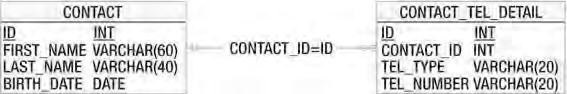 CONTACT
ID INT
FIRST_NAME VARCHAR(60)
LAST_NAME VARCHAR(40)
BIRTH_DATE DATE
CONTACT_ID=ID
CONTACT_TEL_DETAIL
ID INT
CONTACT_ID INT
TEL_TYPE VARCHAR(20)
TEL_NUMBER VARCHAR(20)